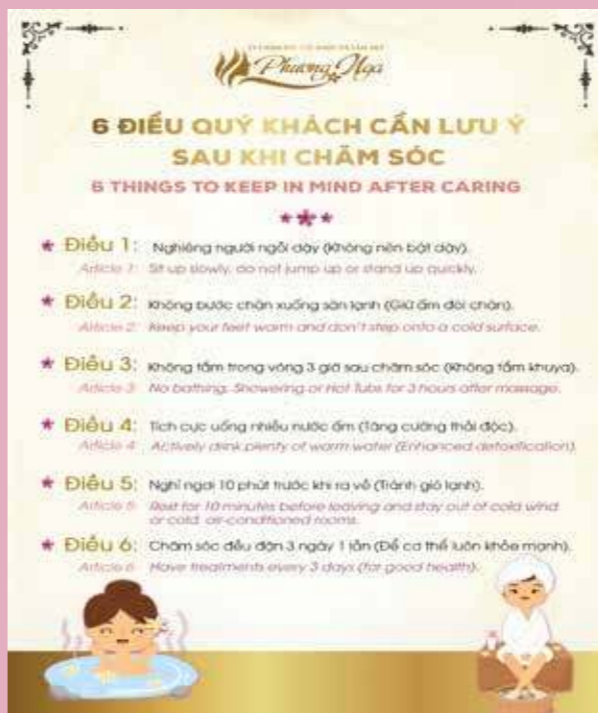 Phương Nga
6 ĐIỀU QUÝ KHÁCH CẦN LƯU Ý
SAU KHI CHĂM SÓC
6 THINGS TO KEEP IN MIND AFTER CARING
Điều 1: Nghiêng người ngồi dậy (Không nên bật dậy).
Article 1: Sit up slowly, do not jump up or stand up quickly.
Điều 2: Không bước chân xuống sàn lạnh (Giữ ấm đôi chân).
Article 2: Keep your feet warm and don't step onto a cold surface.
Điều 3: Không tắm trong vòng 3 giờ sau chăm sóc (Không tắm khuya).
Article 3: No bathing, Showering or Hot Tubs for 3 hours after massage.
Điều 4: Tích cực uống nhiều nước ấm (Tăng cường thải độc).
Article 4: Actively drink plenty of warm water (Enhanced detoxification).
Điều 5: Nghỉ ngơi 10 phút trước khi ra về (Tránh gió lạnh).
Article 5: Rest for 10 minutes before leaving and stay out of cold wind
or cold, air-conditioned rooms.
Điều 6: Chăm sóc đều đặn 3 ngày 1 lần (Để cơ thể luôn khỏe mạnh).
Article 6: Have treatments every 3 days (for good health).